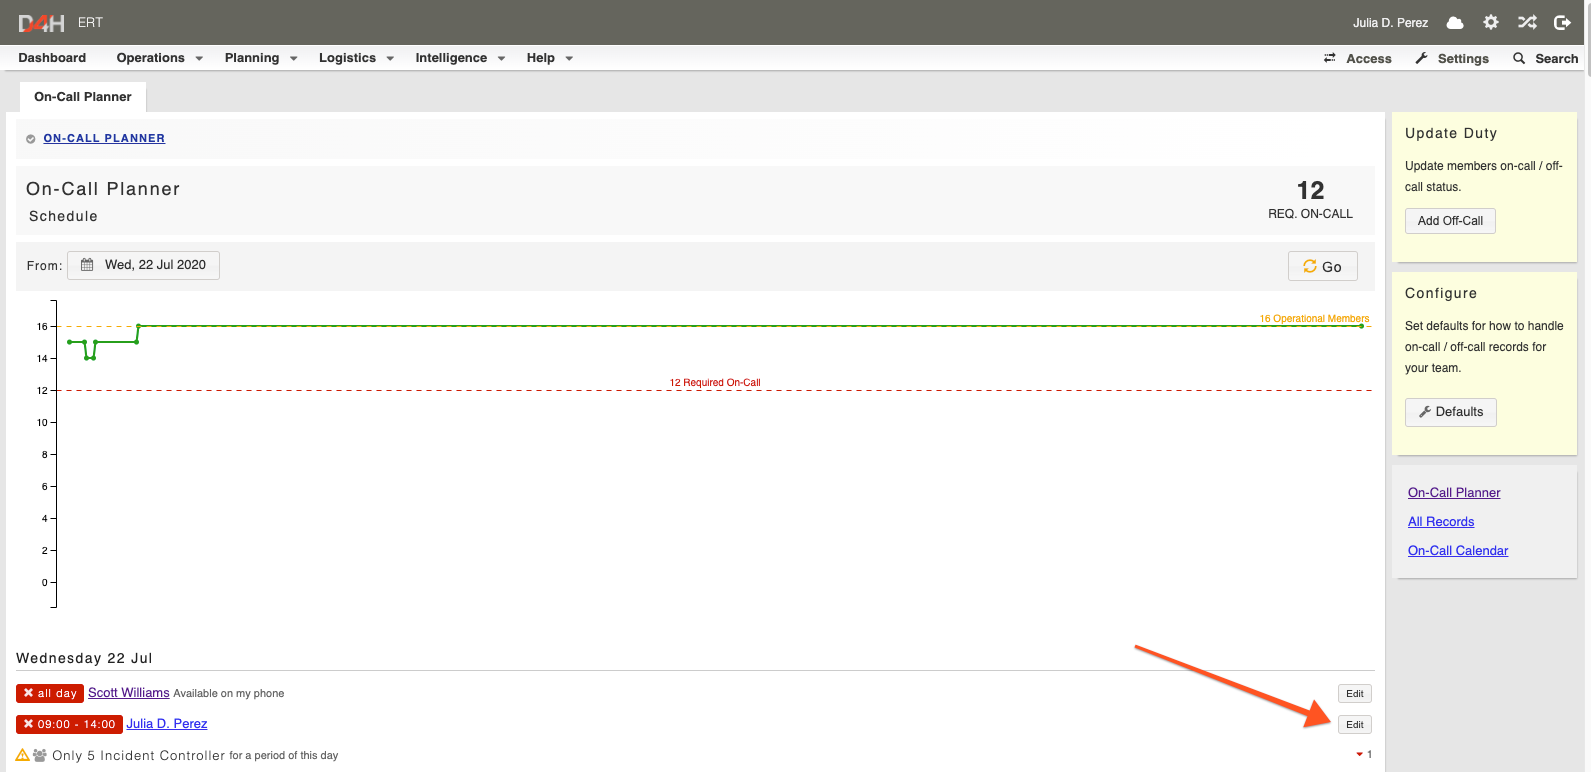 D4H ERT
Julia D. Perez
Dashboard Operations Planning Logistics Intelligence Help
Access Settings Search
On-Call Planner
ON-CALL PLANNER
On-Call Planner
Schedule
12
REQ. ON-CALL
From: Wed, 22 Jul 2020
Go
16 Operational Members
12 Required On-Call
16
14
12
10
8
6
4
2
0
Wednesday 22 Jul
all day Scott Williams Available on my phone Edit
09:00 - 14:00 Julia D. Perez Edit
Only 5 Incident Controller for a period of this day 1
Update Duty
Update members on-call / off-
call status.
Add Off-Call
Configure
Set defaults for how to handle
on-call / off-call records for
your team.
Defaults
On-Call Planner
All Records
On-Call Calendar